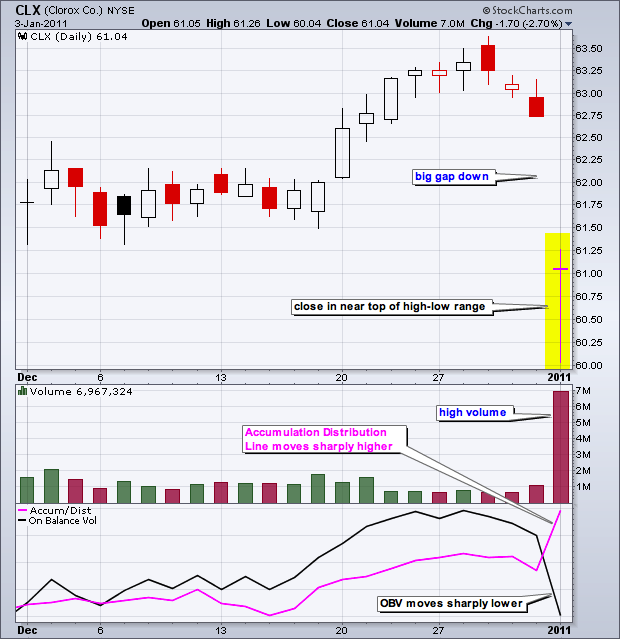 CLX (Clorox Co.) NYSE
© StockCharts.com
3-Jan-2011 Open 61.05 High 61.26 Low 60.04 Close 61.04 Volume 7.0M Chg -1.70 (-2.70%)
CLX (Daily) 61.04
63.50
63.25
63.00
62.75
62.50
62.25
62.00
61.75
61.50
61.25
61.00
60.75
60.50
60.25
60.00
big gap down
close in near top of high-low range
Dec 6 13 20 27 2011
Volume 6,967,324
7M
6M
5M
4M
3M
2M
1M
high volume
Accumulation Distribution
Line moves sharply higher
Accum/Dist
On Balance Vol
OBV moves sharply lower
Dec 6 13 20 27 2011